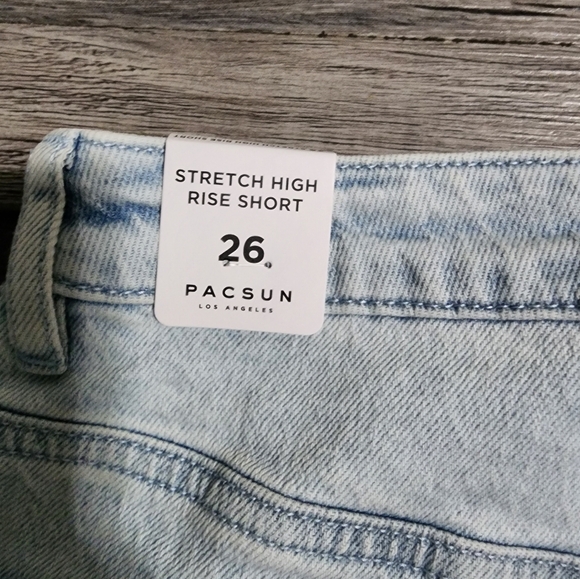 STRETCH HIGH
RISE SHORT
26
PACSUN
LOS ANGELES